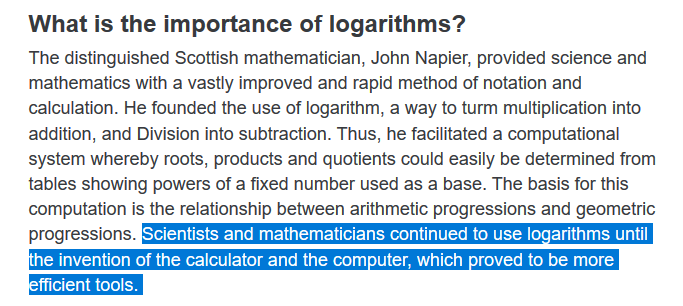 What is the importance of logarithms?
The distinguished Scottish mathematician, John Napier, provided science and
mathematics with a vastly improved and rapid method of notation and
calculation. He founded the use of logarithm, a way to turm multiplication into
addition, and Division into subtraction. Thus, he facilitated a computational
system whereby roots, products and quotients could easily be determined from
tables showing powers of a fixed number used as a base. The basis for this
computation is the relationship between arithmetic progressions and geometric
progressions. Scientists and mathematicians continued to use logarithms until
the invention of the calculator and the computer, which proved to be more
efficient tools.